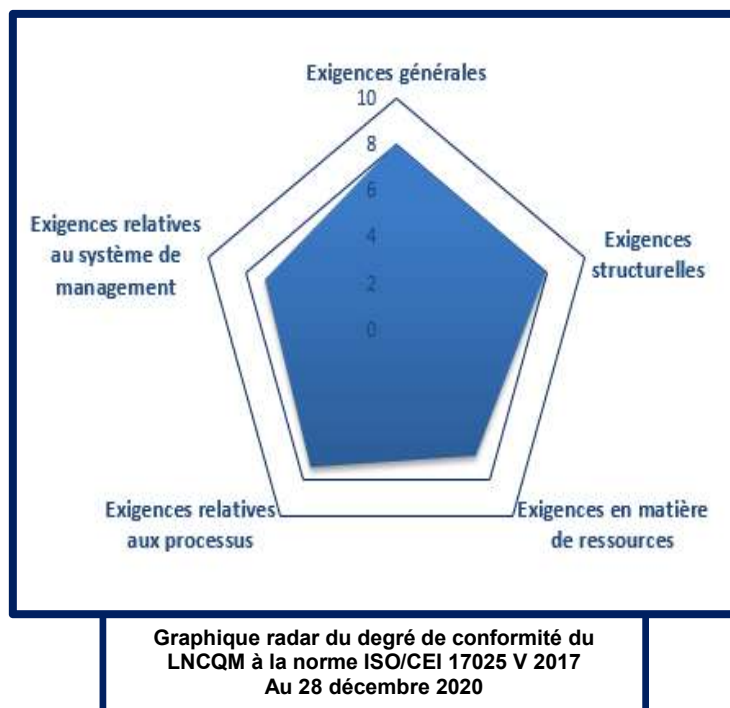 Exigences générales
10
8
6
4
2
0
Exigences relatives
au système de
management
Exigences
structurelles
Exigences relatives
aux processus
Exigences en matière
de ressources
Graphique radar du degré de conformité du
LNCQM à la norme ISO/CEI 17025 V 2017
Au 28 décembre 2020